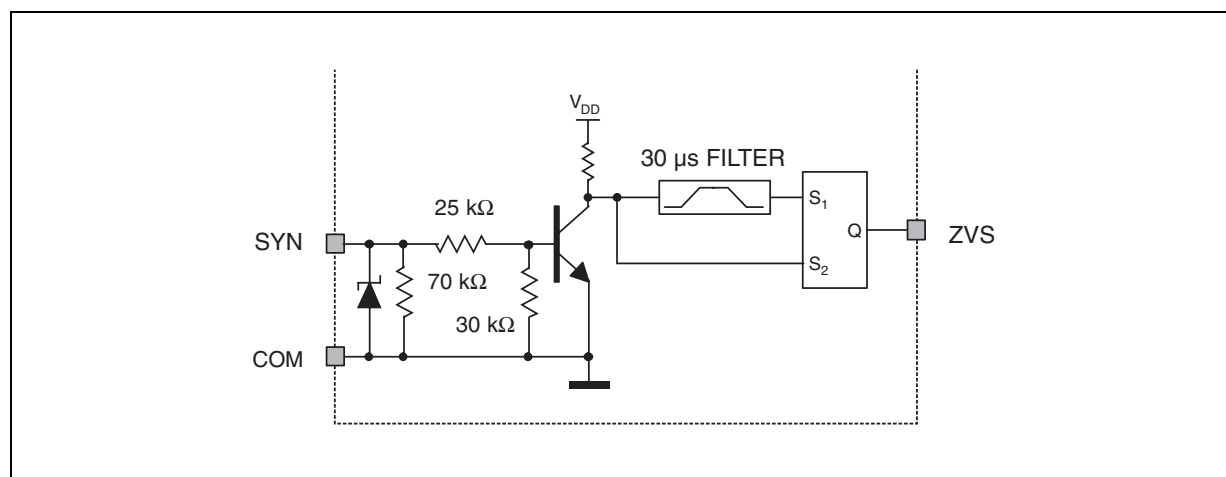 V_DD
30 µs FILTER
S₁
25 kΩ
SYN
Q
ZVS
S₂
70 kΩ
30 kΩ
COM